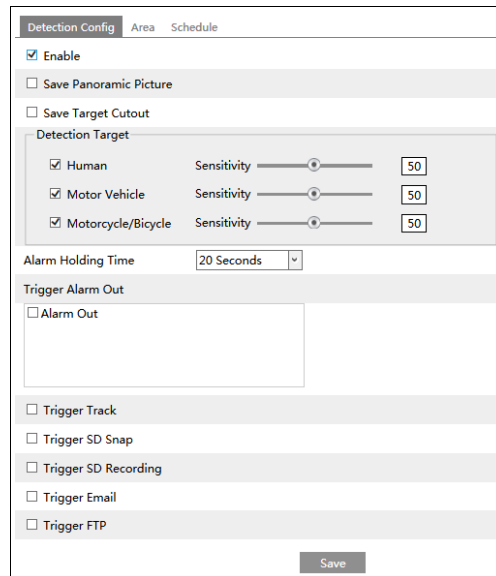 Detection Config Area Schedule
Enable
Save Panoramic Picture
Save Target Cutout
Detection Target
Human Sensitivity 50
Motor Vehicle Sensitivity 50
Motorcycle/Bicycle Sensitivity 50
Alarm Holding Time 20 Seconds
Trigger Alarm Out
Alarm Out
Trigger Track
Trigger SD Snap
Trigger SD Recording
Trigger Email
Trigger FTP
Save